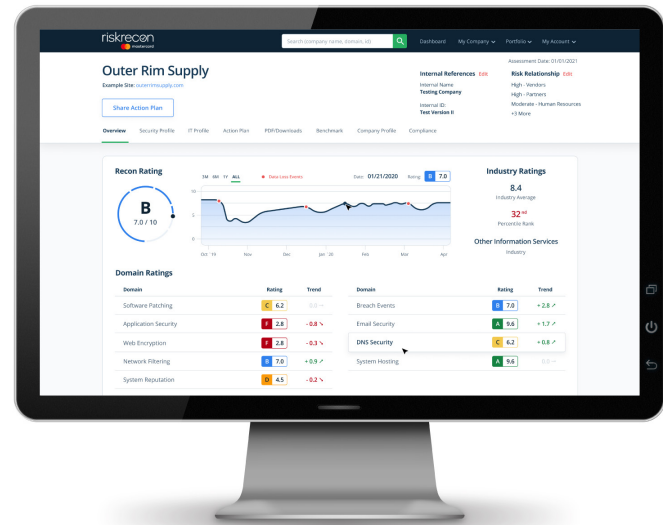 riskrecon
mastercard
Search (company name, domain, id)
Dashboard My Company Portfolio My Account
Assessment Date: 01/01/2021
Outer Rim Supply
Example Site: outerrimsupply.com
Share Action Plan
Internal References Edit
Internal Name
Testing Company
Internal ID:
Test Version II
Risk Relationship Edit
High - Vendors
High - Partners
Moderate - Human Resources
+3 More
Overview Security Profile IT Profile Action Plan PDF/Downloads Benchmark Company Profile Compliance
Recon Rating
B
7.0 / 10
3M 6M 1Y ALL
Data Loss Events
Date 01/21/2020 Rating B 7.0
10
5
0
Oct '19 Nov Dec Jan '20 Feb Mar Apr
Industry Ratings
8.4
Industry Average
32nd
Percentile Rank
Other Information Services
Industry
Domain Ratings
Domain Rating Trend
Software Patching C 6.2 0.0 →
Application Security F 2.8 - 0.8 ↘
Web Encryption F 2.8 - 0.3 ↘
Network Filtering B 7.0 + 0.9 ↗
System Reputation D 4.5 - 0.2 ↘
Domain Rating Trend
Breach Events B 7.0 + 2.8 ↗
Email Security A 9.6 + 1.7 ↗
DNS Security C 6.2 + 0.8 ↗
System Hosting A 9.6 0.0 →